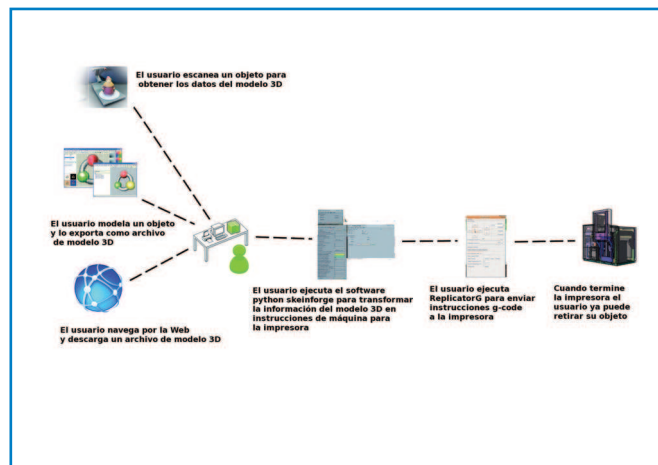 El usuario escanea un objeto para
obtener los datos del modelo 3D
El usuario modela un objeto
y lo exporta como archivo
de modelo 3D
El usuario navega por la Web
y descarga un archivo de modelo 3D
El usuario ejecuta el software
python skeinforge para transformar
la información del modelo 3D en
instrucciones de máquina para
la impresora
El usuario ejecuta
ReplicatorG para enviar
instrucciones g-code
a la impresora
Cuando termine
la impresora el
usuario ya puede
retirar su objeto